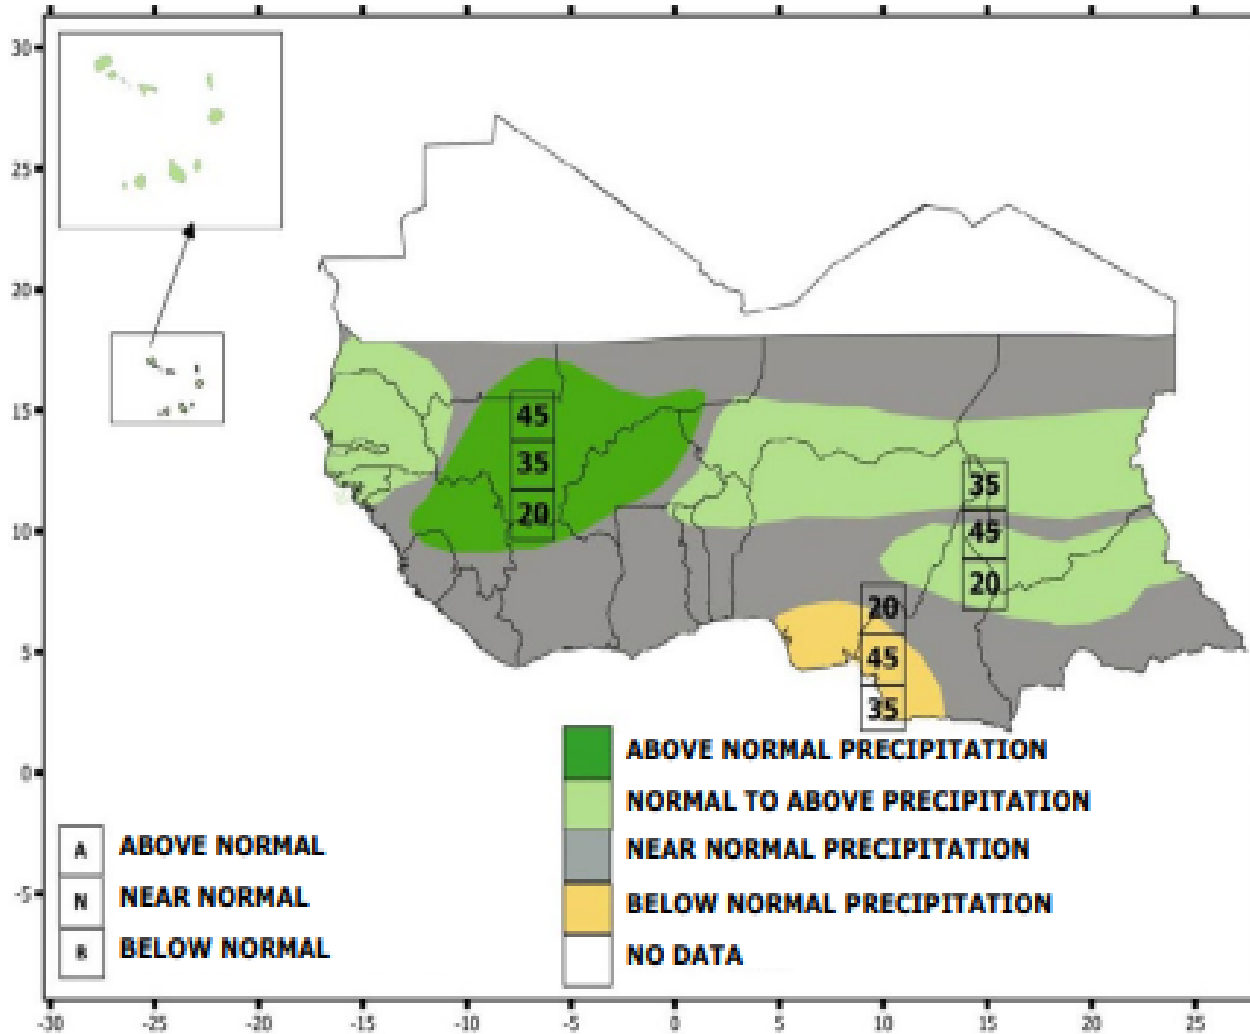 30
25
20
15
10
5
0
-5
45
35
20
35
45
20
20
45
35
ABOVE NORMAL PRECIPITATION
NORMAL TO ABOVE PRECIPITATION
NEAR NORMAL PRECIPITATION
BELOW NORMAL PRECIPITATION
NO DATA
A ABOVE NORMAL
N NEAR NORMAL
B BELOW NORMAL
-30 -25 -20 -15 -10 -5 0 5 10 15 20 25